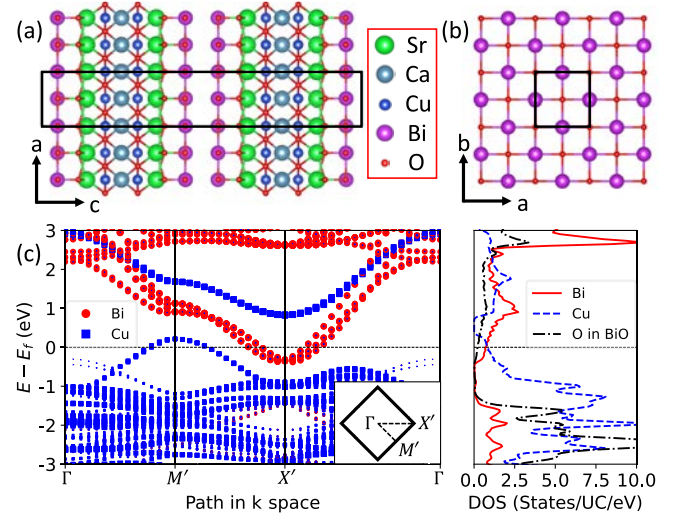 (a)
Sr
Ca
Cu
Bi
O
a
c
(b)
b
a
(c)
E − E_f (eV)
3
2
1
0
−1
−2
−3
Bi
Cu
Γ
X′
M′
Γ
M′
X′
Γ
Path in k space
Bi
Cu
O in BiO
0.0
2.5
5.0
7.5
10.0
DOS (States/UC/eV)